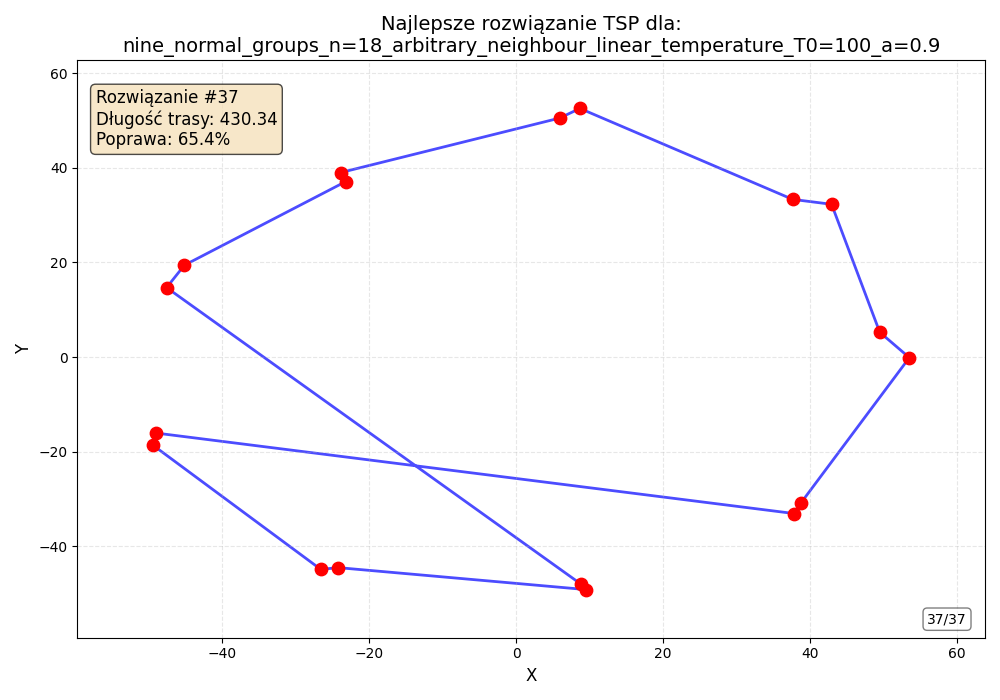 Najlepsze rozwiązanie TSP dla:
nine_normal_groups_n=18_arbitrary_neighbour_linear_temperature_T0=100_a=0.9
Rozwiązanie #37
Długość trasy: 430.34
Poprawa: 65.4%
60
40
20
0
−20
−40
Y
37/37
−40
−20
0
20
40
60
X